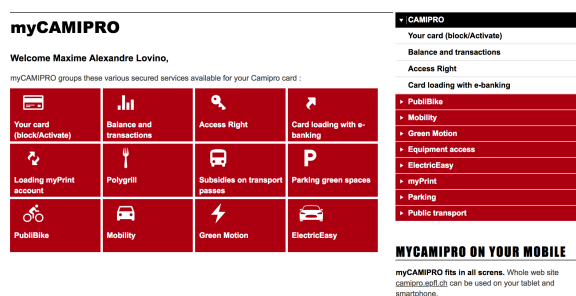 myCAMIPRO
Welcome Maxime Alexandre Lovino,
myCAMIPRO groups these various secured services available for your Camipro card :
Your card
(block/Activate)
Balance and
transactions
Access Right
Card loading with e-
banking
Loading myPrint
account
Polygrill
Subsidies on transport
passes
P
Parking green spaces
PubliBike
Mobility
Green Motion
ElectricEasy
CAMIPRO
Your card (block/Activate)
Balance and transactions
Access Right
Card loading with e-banking
PubliBike
Mobility
Green Motion
Equipment access
ElectricEasy
myPrint
Parking
Public transport
MYCAMIPRO ON YOUR MOBILE
myCAMIPRO fits in all screns. Whole web site
camipro.epfl.ch can be used on your tablet and
smartphone.